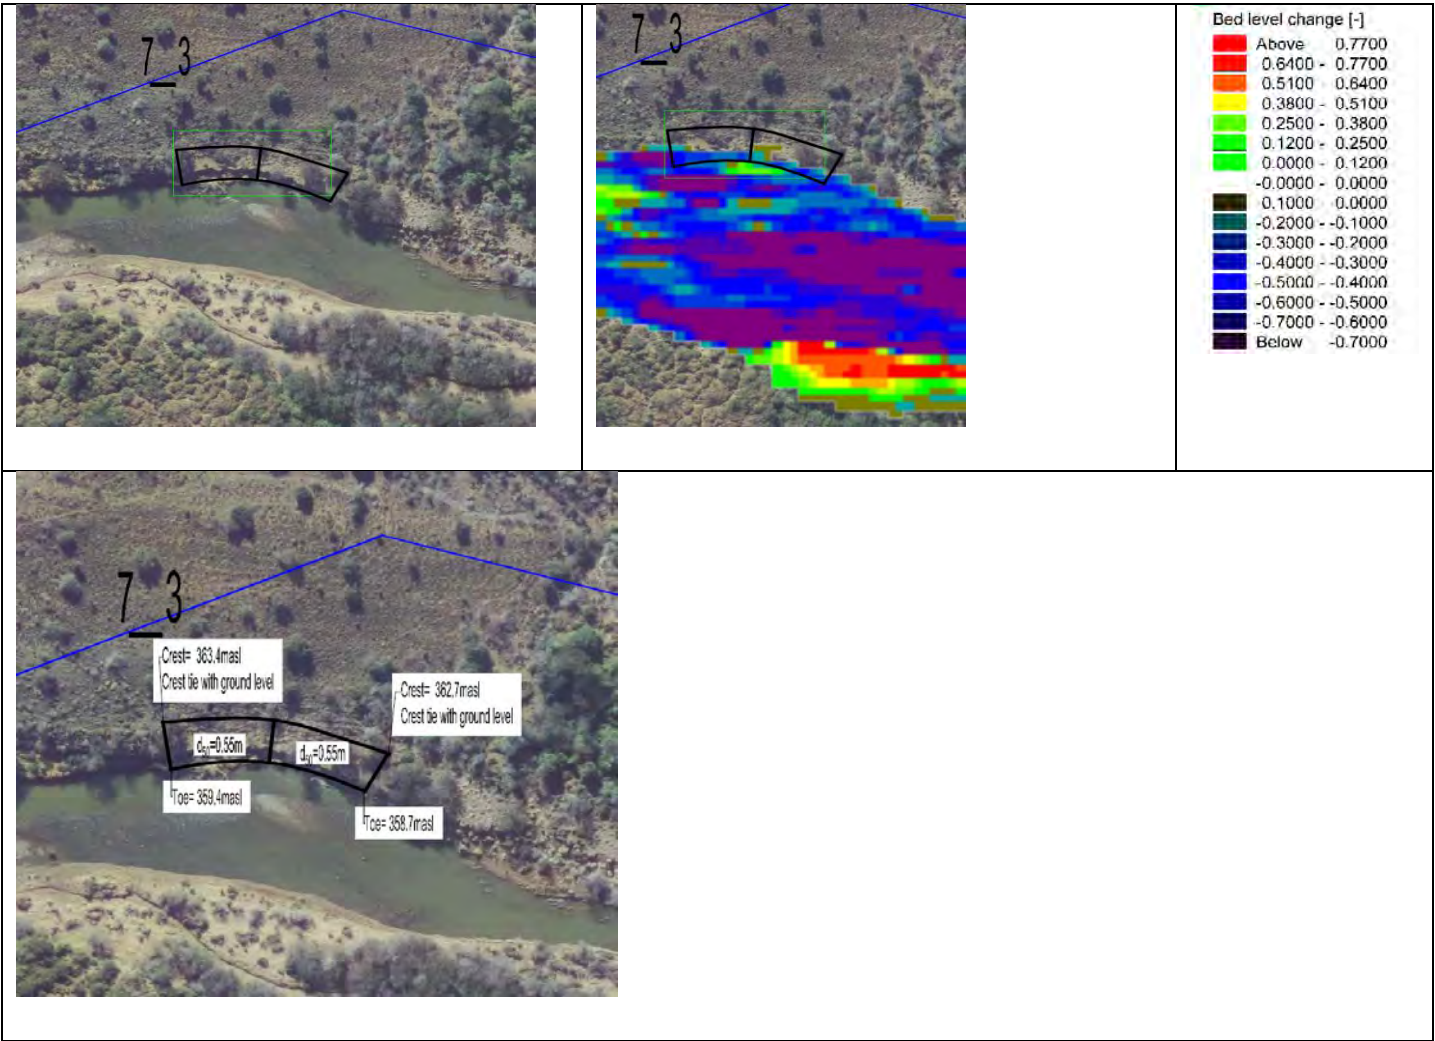 7_3
7_3
Bed level change [-]
Above 0.7700
0.6400 - 0.7700
0.5100 - 0.6400
0.3800 - 0.5100
0.2500 - 0.3800
0.1200 - 0.2500
0.0000 - 0.1200
-0.0000 - 0.0000
-0.1000 - -0.0000
-0.2000 - -0.1000
-0.3000 - -0.2000
-0.4000 - -0.3000
-0.5000 - -0.4000
-0.6000 - -0.5000
-0.7000 - -0.6000
Below -0.7000
7_3
Crest= 363.4masl
Crest tie with ground level
Crest= 362.7masl
Crest tie with ground level
d50=0.55m
d50=0.55m
Toe= 359.4masl
Toe= 358.7masl